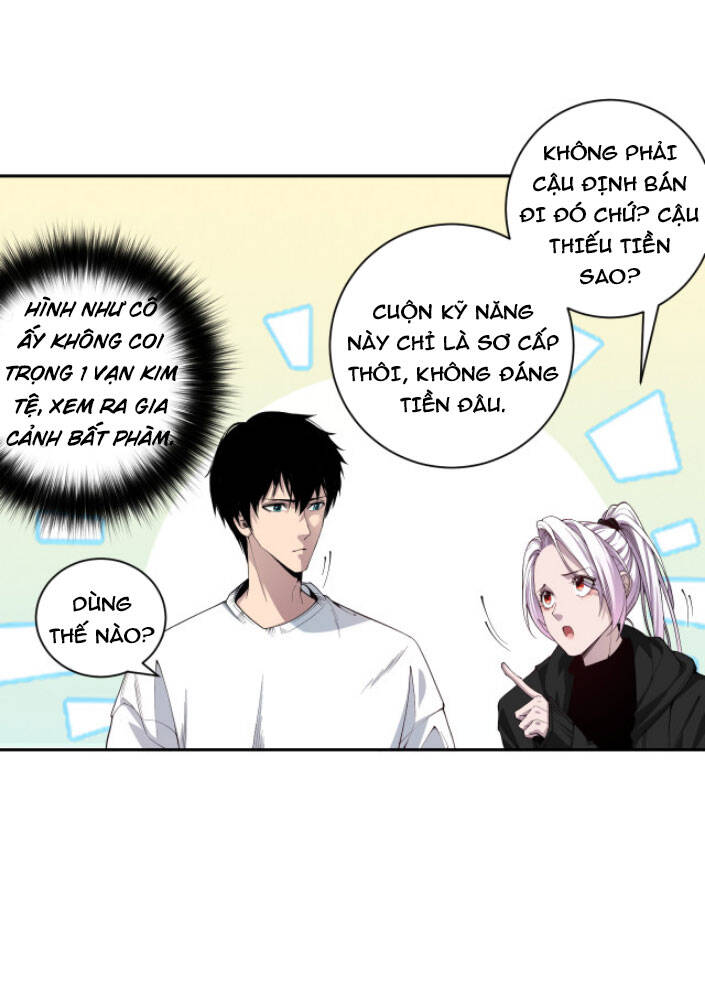 KHÔNG PHẢI
CẬU ĐỊNH BÁN
ĐI ĐÓ CHỨ? CẬU
THIẾU TIỀN
SAO?
CUỘN KỸ NĂNG
NÀY CHỈ LÀ SƠ CẤP
THÔI, KHÔNG ĐÁNG
TIỀN ĐÂU.
HÌNH NHƯ CÔ
ẤY KHÔNG COI
TRỌNG 1 VẠN KIM
TỆ, XEM RA GIA
CẢNH BẤT PHÀM.
DÙNG
THẾ NÀO?